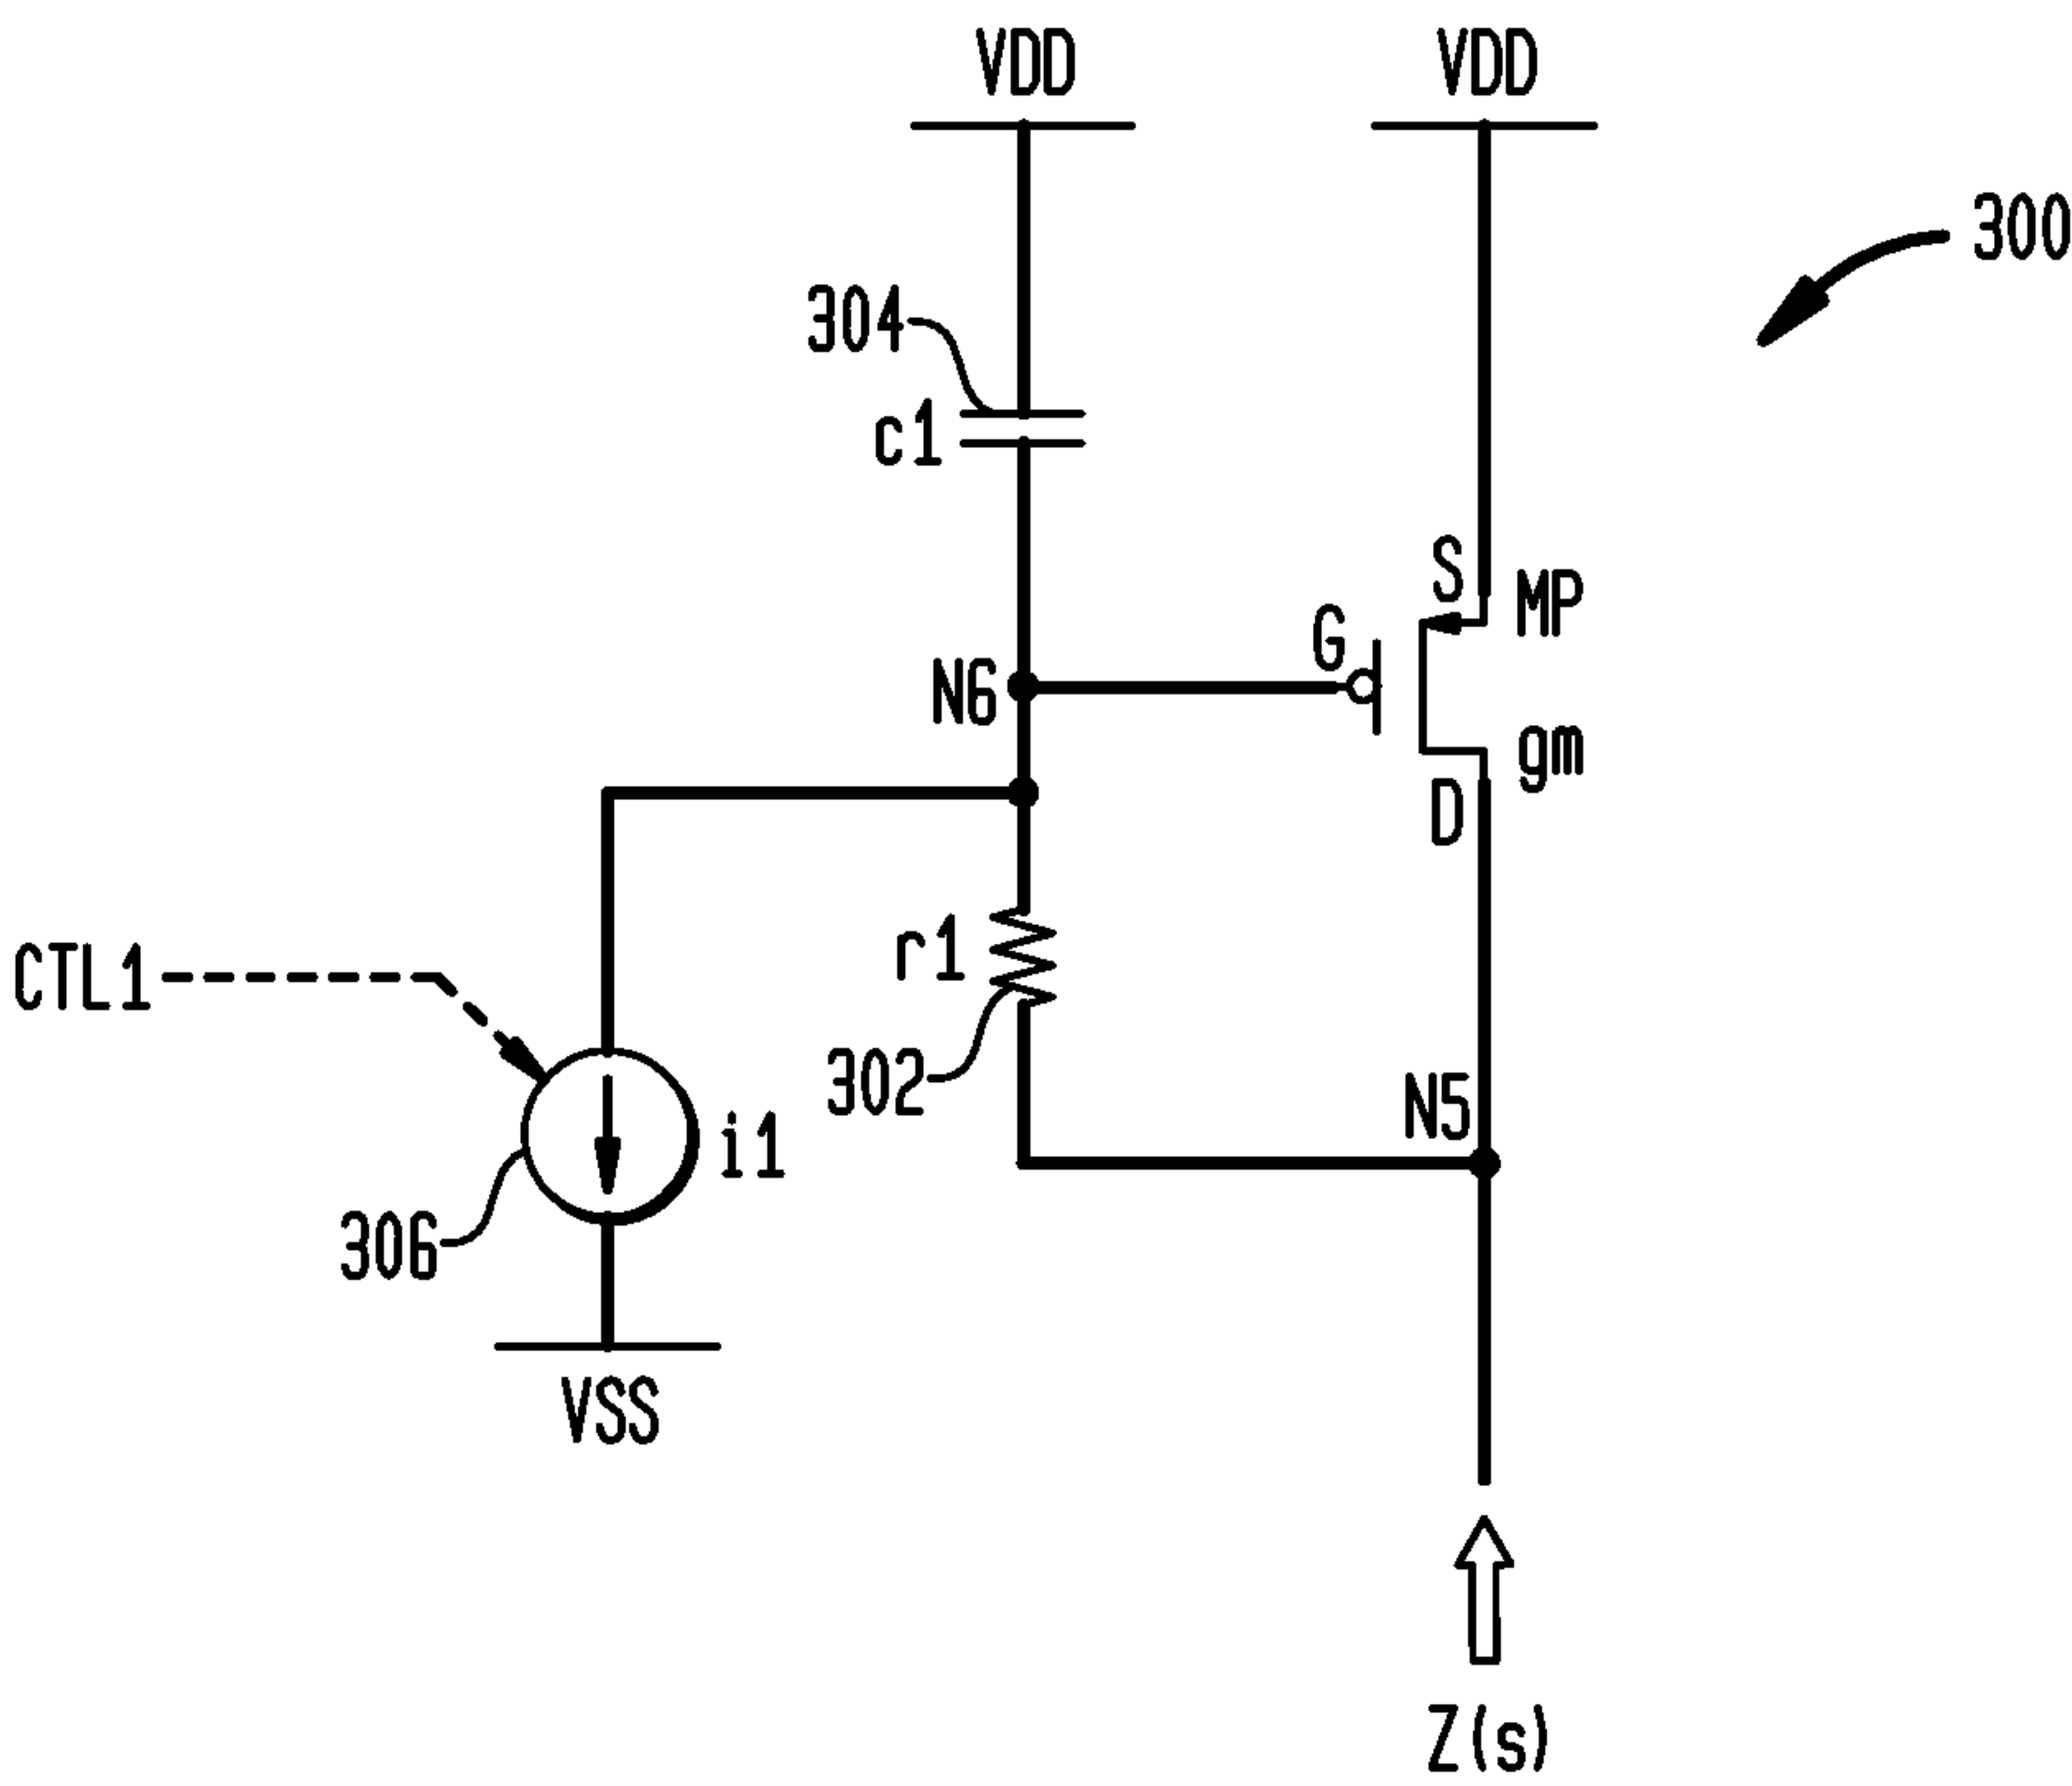 VDD
VDD
300
304
c1
S
MP
G
N6
gm
D
CTL1
r1
302
N5
i1
306
VSS
Z(s)